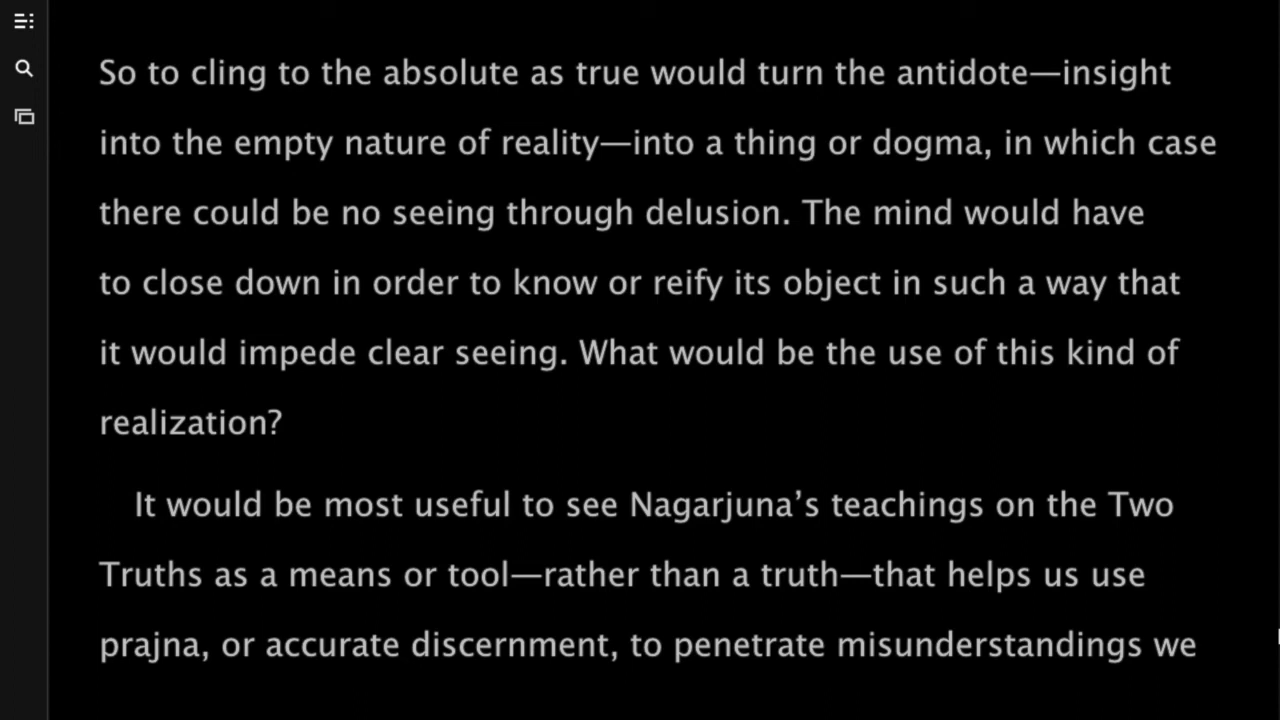 So to cling to the absolute as true would turn the antidote—insight
into the empty nature of reality—into a thing or dogma, in which case
there could be no seeing through delusion. The mind would have
to close down in order to know or reify its object in such a way that
it would impede clear seeing. What would be the use of this kind of
realization?
It would be most useful to see Nagarjuna’s teachings on the Two
Truths as a means or tool—rather than a truth—that helps us use
prajna, or accurate discernment, to penetrate misunderstandings we